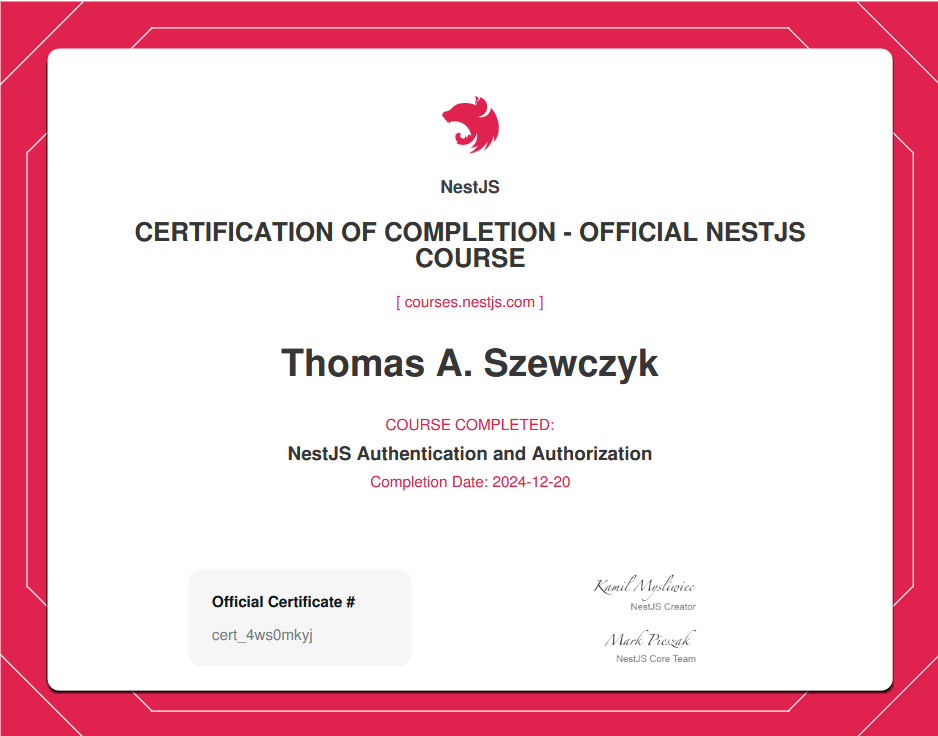 NestJS
CERTIFICATION OF COMPLETION - OFFICIAL NESTJS
COURSE
[ courses.nestjs.com ]
Thomas A. Szewczyk
COURSE COMPLETED:
NestJS Authentication and Authorization
Completion Date: 2024-12-20
Official Certificate #
cert_4ws0mkyj
Kamil Mysliwiec
NestJS Creator
Mark Pieszak
NestJS Core Team